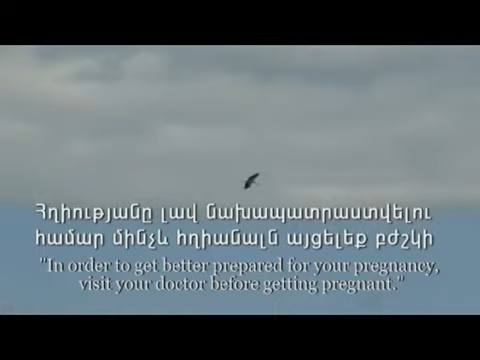 Հղիությանը լավ նախապատրաստվելու
համար մինչև հղիանալն այցելեք բժշկի
"In order to get better prepared for your pregnancy,
visit your doctor before getting pregnant."